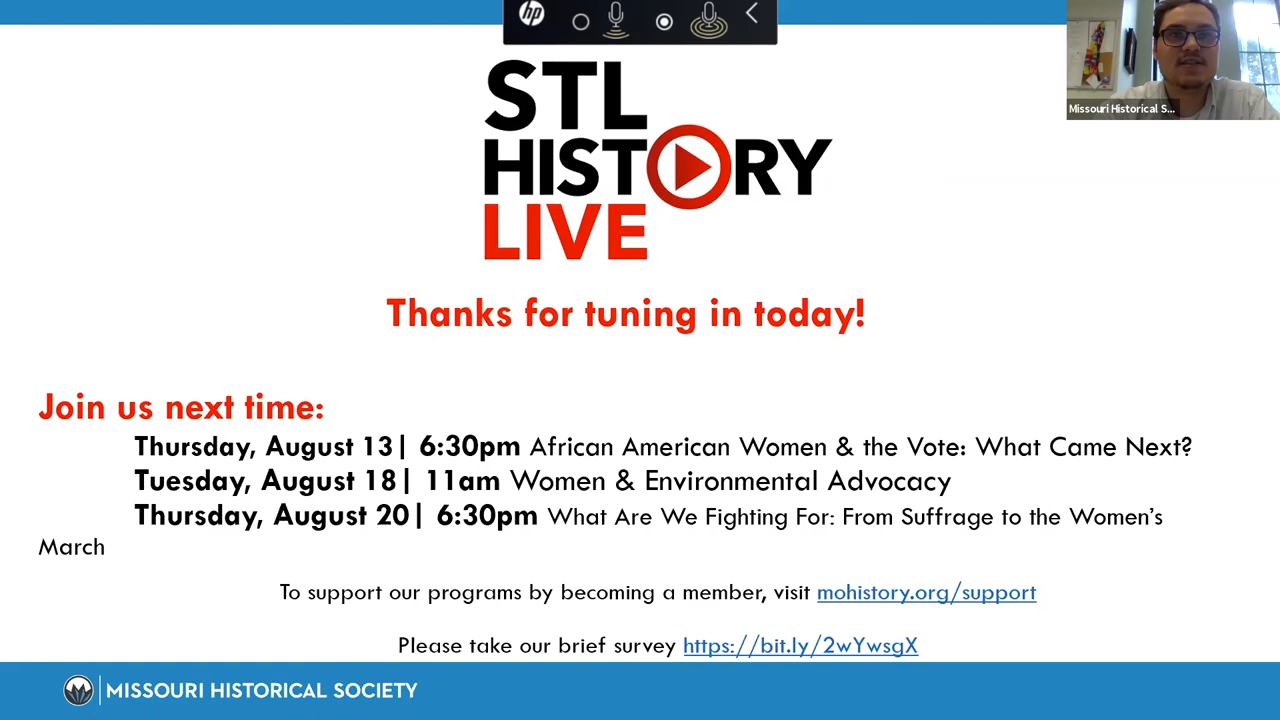 hp
STL
HISTORY
LIVE
Missouri Historical S...
Thanks for tuning in today!
Join us next time:
Thursday, August 13| 6:30pm African American Women & the Vote: What Came Next?
Tuesday, August 18| 11am Women & Environmental Advocacy
Thursday, August 20| 6:30pm What Are We Fighting For: From Suffrage to the Women's
March
To support our programs by becoming a member, visit mohistory.org/support
Please take our brief survey https://bit.ly/2wYwsgX
MISSOURI HISTORICAL SOCIETY